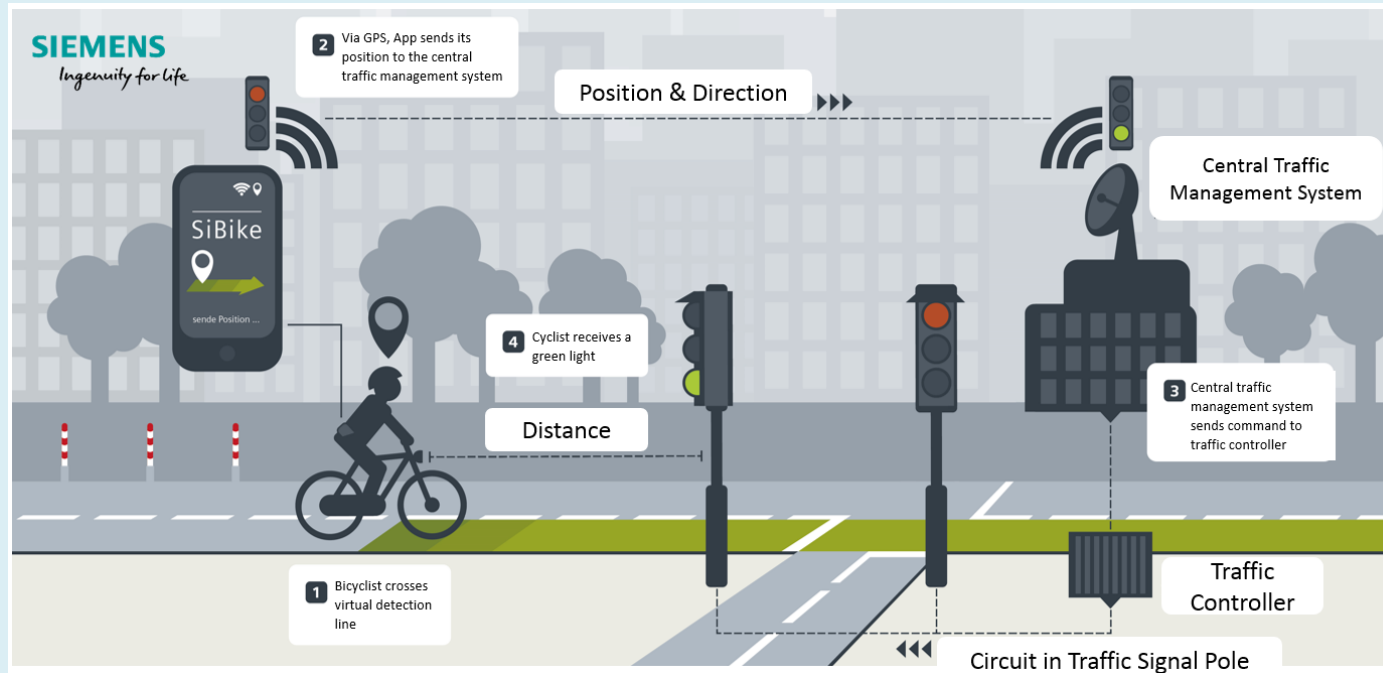 SIEMENS
Ingenuity for life
2 Via GPS, App sends its
position to the central
traffic management system
Position & Direction
Central Traffic
Management System
SiBike
sende Position ...
4 Cyclist receives a
green light
Distance
3 Central traffic
management system
sends command to
traffic controller
1 Bicyclist crosses
virtual detection
line
Traffic
Controller
Circuit in Traffic Signal Pole